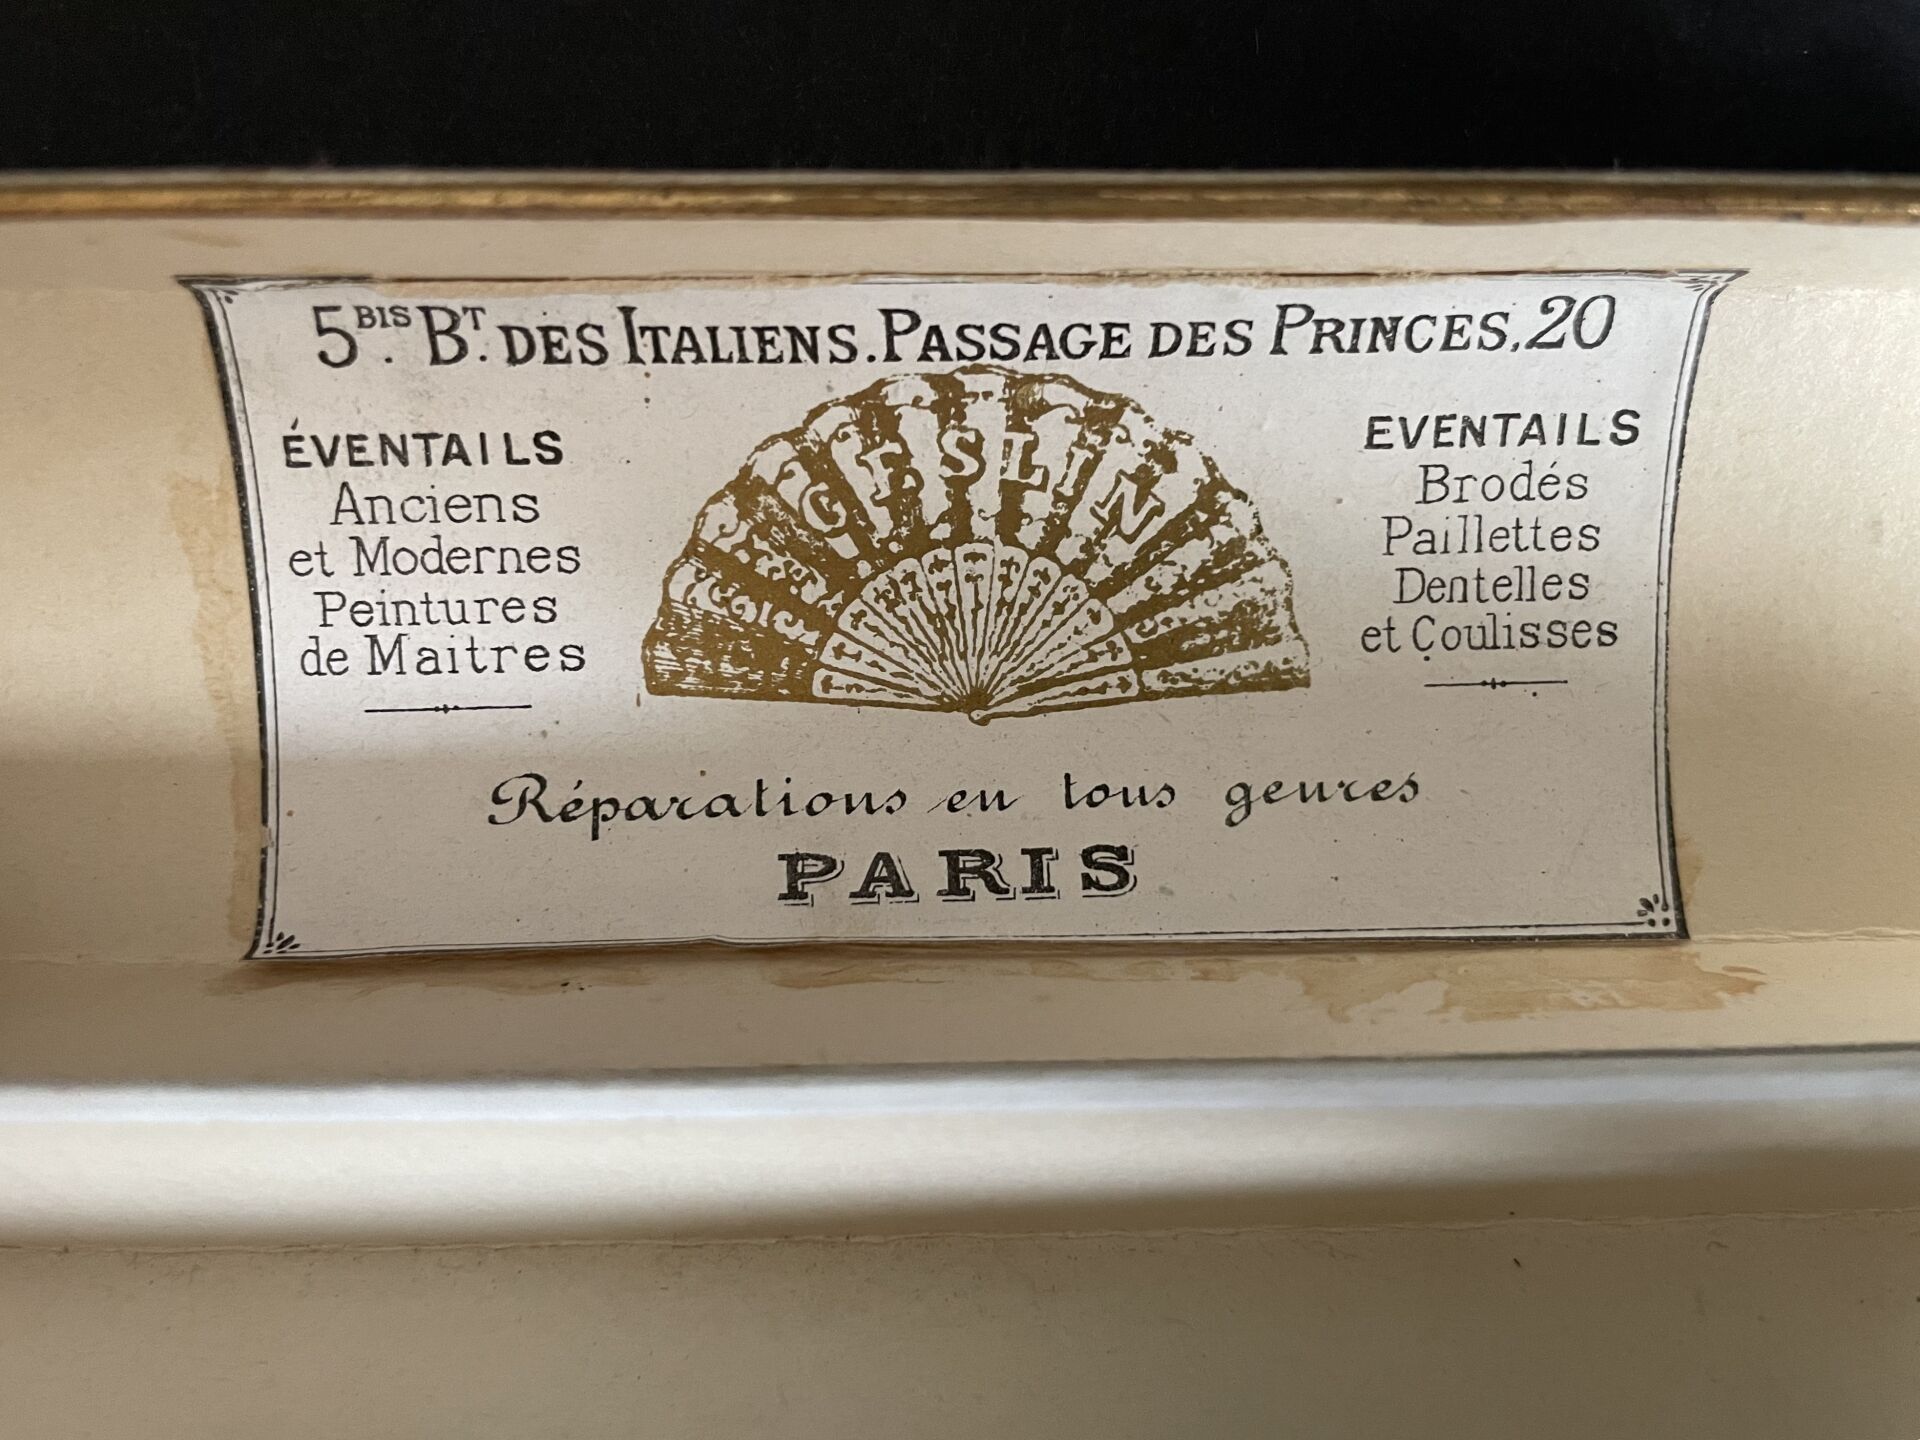 5BIS. BT. DES ITALIENS. PASSAGE DES PRINCES, 20
GESLIN
ÉVENTAILS
Anciens
et Modernes
Peintures
de Maitres
EVENTAILS
Brodés
Paillettes
Dentelles
et Coulisses
Réparations en tous genres
PARIS